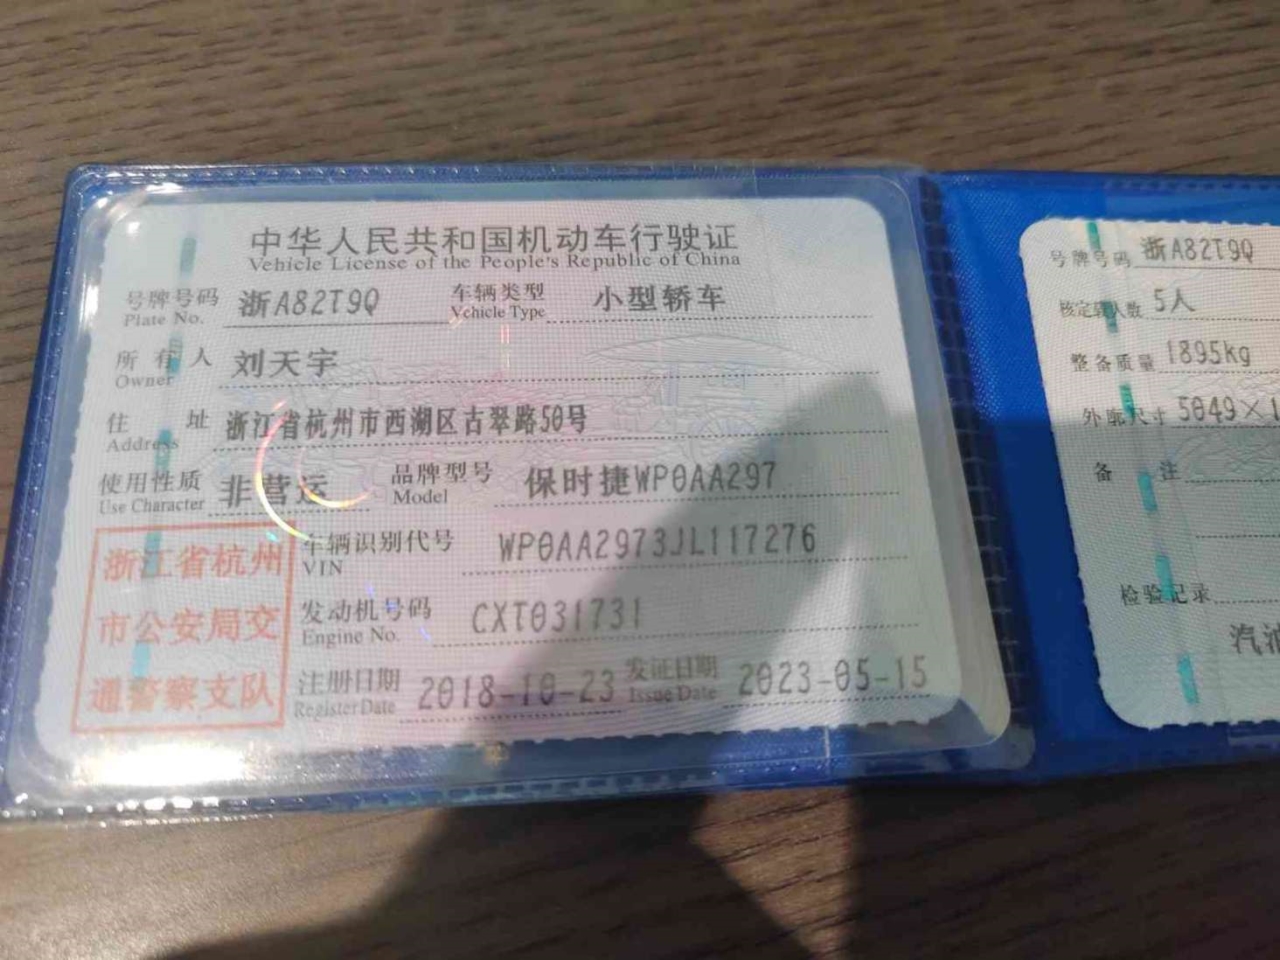 中华人民共和国机动车行驶证
Vehicle License of the People's Republic of China
号牌号码 浙A82T9Q 车辆类型 小型轿车
Plate No. Vehicle Type
所有人 刘天宇
Owner
住址 浙江省杭州市西湖区古翠路50号
Address
使用性质 非营运 品牌型号 保时捷WP0AA297
Use Character Model
浙江省杭州市公安局交通警察支队
车辆识别代号 WP0AA2973JL117276
VIN
发动机号码 CXT031731
Engine No.
注册日期 2018-10-23 发证日期 2023-05-15
Register Date Issue Date
号牌号码 浙A82T9Q
核定载人数 5人
整备质量 1895kg
外廓尺寸 5049×1
备注
检验记录
汽油